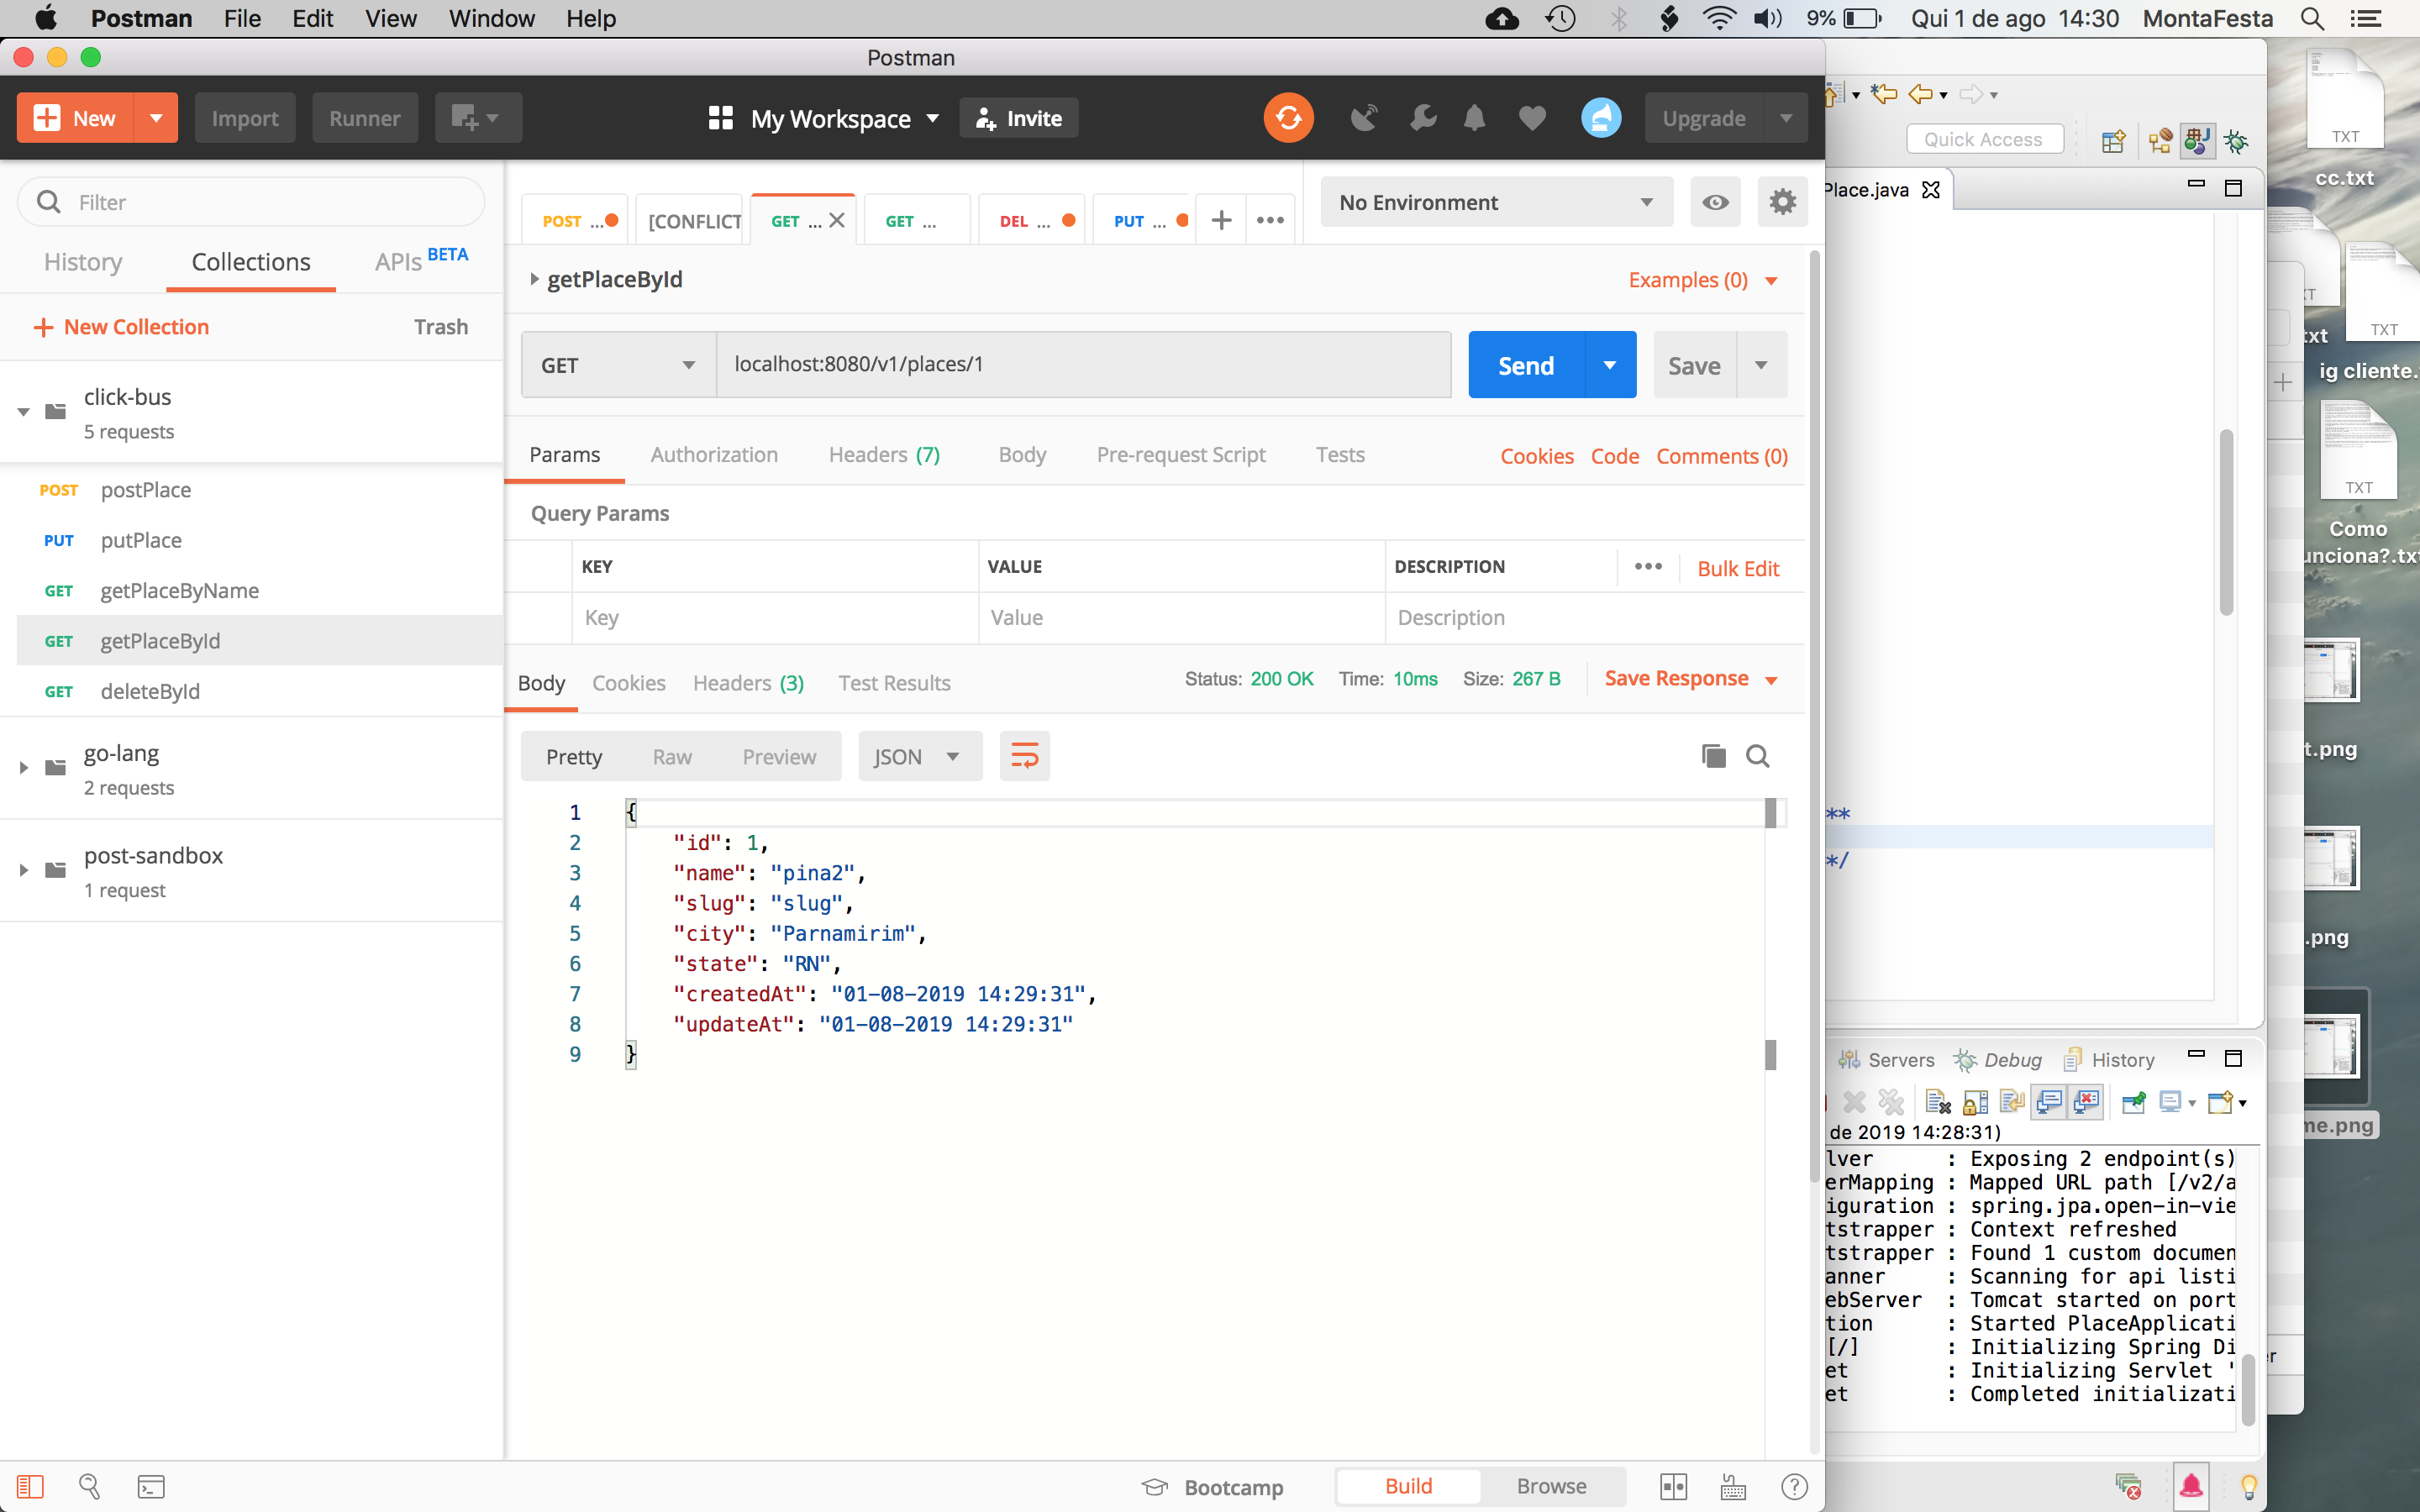 Postman File Edit View Window Help 9% Qui 1 de ago 14:30 MontaFesta
Postman
New Import Runner My Workspace Invite Upgrade
Filter
History Collections APIs BETA
New Collection Trash
click-bus
5 requests
POST postPlace
PUT putPlace
GET getPlaceByName
GET getPlaceById
GET deleteById
go-lang
2 requests
post-sandbox
1 request
POST ... [CONFLICT GET ... GET ... DEL ... PUT ... No Environment
getPlaceById Examples (0)
GET localhost:8080/v1/places/1 Send Save
Params Authorization Headers (7) Body Pre-request Script Tests Cookies Code Comments (0)
Query Params
KEY VALUE DESCRIPTION Bulk Edit
Key Value Description
Body Cookies Headers (3) Test Results Status: 200 OK Time: 10ms Size: 267 B Save Response
Pretty Raw Preview JSON
1 {
2 "id": 1,
3 "name": "pina2",
4 "slug": "slug",
5 "city": "Parnamirim",
6 "state": "RN",
7 "createdAt": "01-08-2019 14:29:31",
8 "updateAt": "01-08-2019 14:29:31"
9 }
Bootcamp Build Browse
Quick Access
Place.java
**
*/
Servers Debug History
de 2019 14:28:31)
lver : Exposing 2 endpoint(s)
erMapping : Mapped URL path [/v2/a
iguration : spring.jpa.open-in-vie
tstrapper : Context refreshed
tstrapper : Found 1 custom documen
anner : Scanning for api listi
ebServer : Tomcat started on port
tion : Started PlaceApplicati
[/] : Initializing Spring Di
et : Initializing Servlet '
et : Completed initializati
TXT
cc.txt
XT
TXT
txt
ig cliente.
TXT
Como
unciona?.tx
t.png
.png
me.png
er